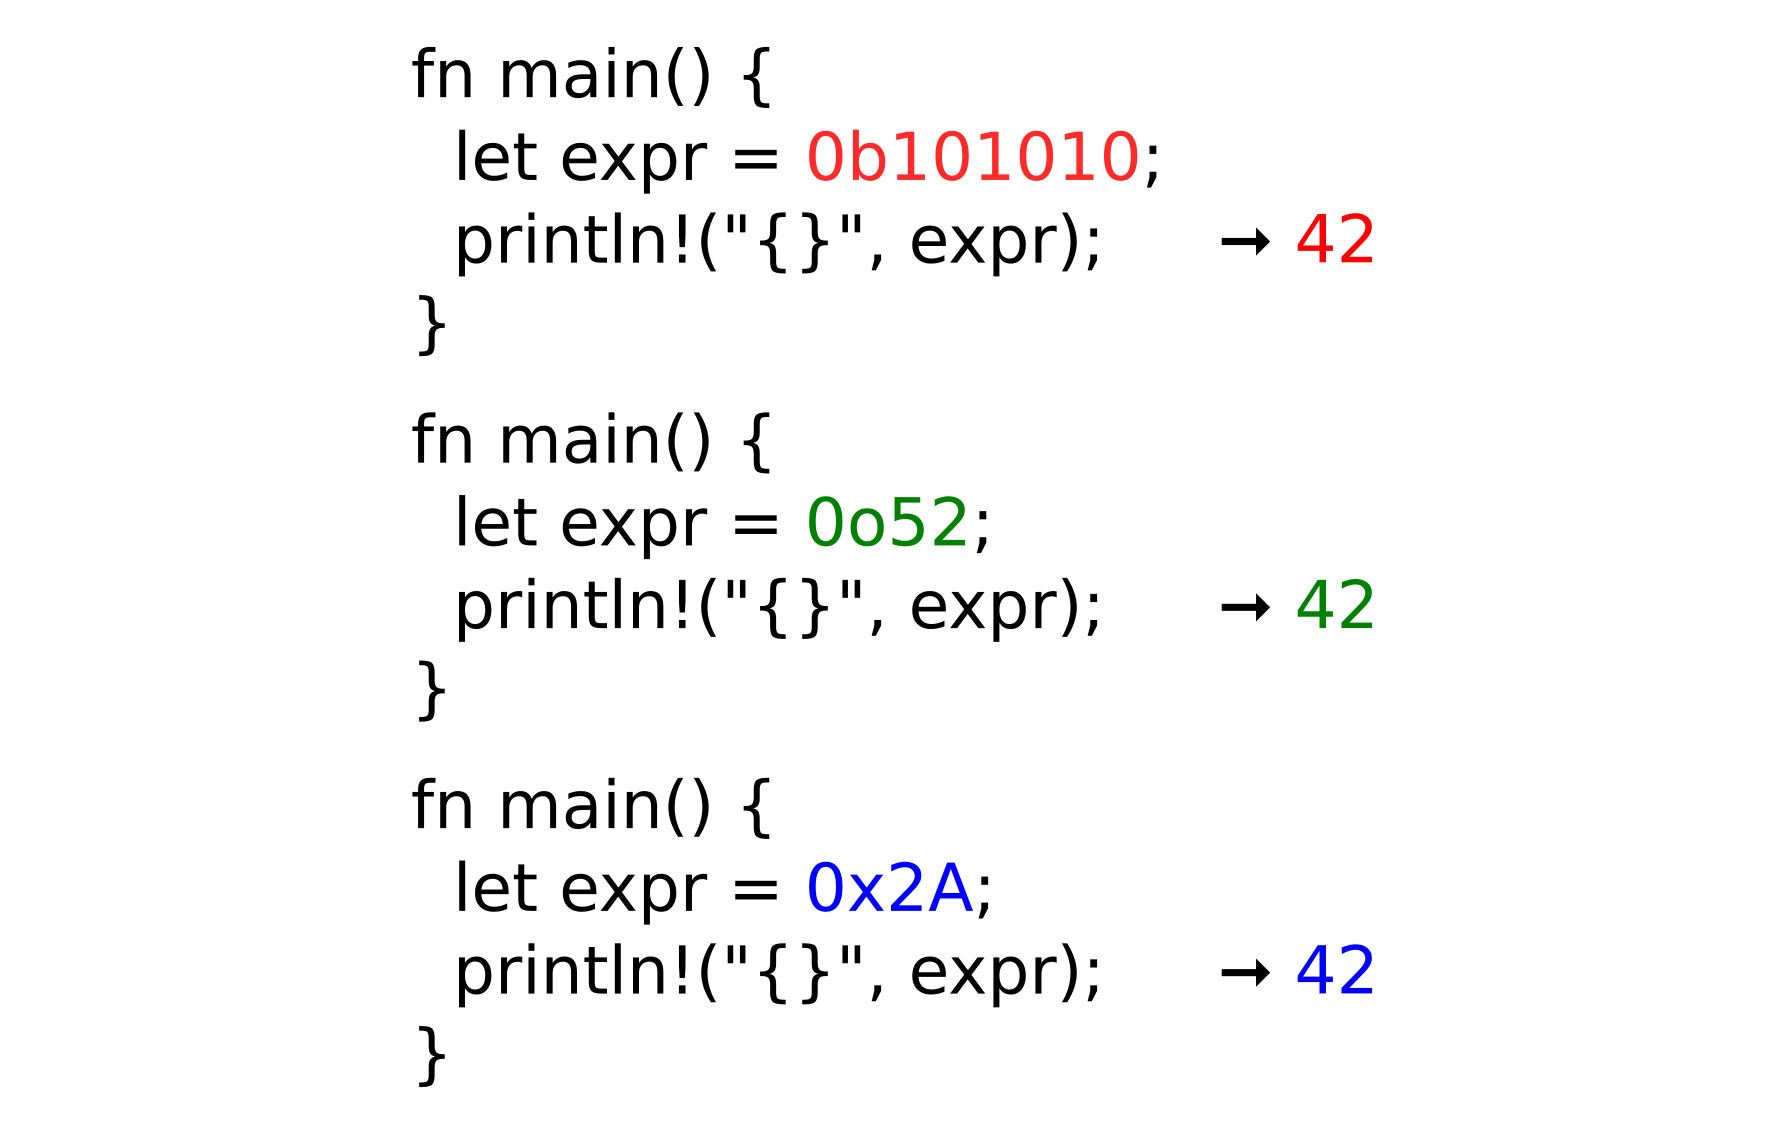 fn main() {
  let expr = 0b101010;
  println!("{}", expr); → 42
}
fn main() {
  let expr = 0o52;
  println!("{}", expr); → 42
}
fn main() {
  let expr = 0x2A;
  println!("{}", expr); → 42
}